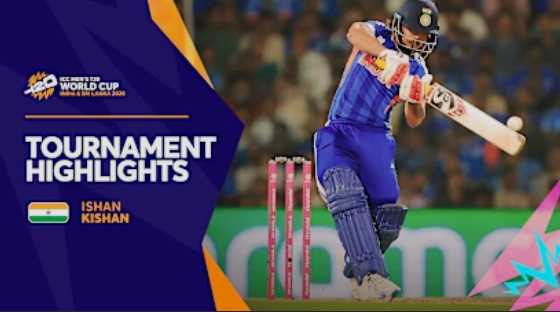 T20
ICC MEN'S T20
WORLD CUP
INDIA & SRI LANKA 2026
TOURNAMENT
HIGHLIGHTS
ISHAN
KISHAN